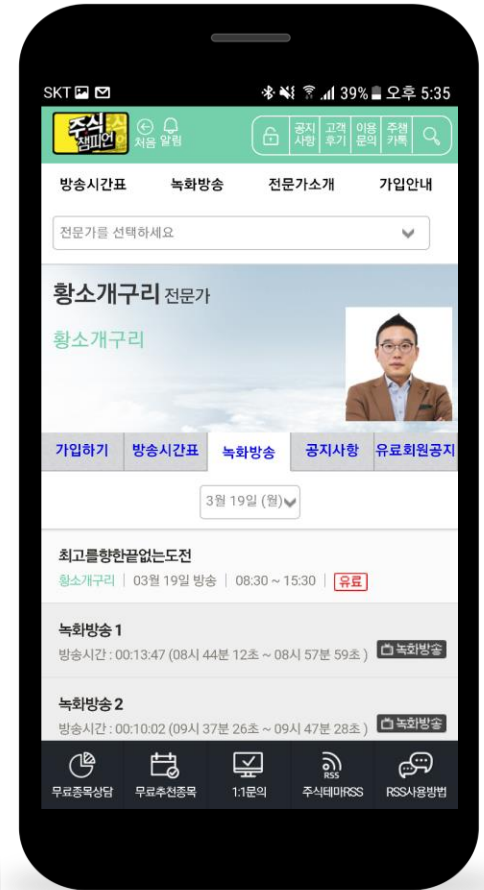 SKT 39% 오후 5:35
주식챔피언
처음 알림
공지사항 고객후기 이용문의 주챔카톡
방송시간표 녹화방송 전문가소개 가입안내
전문가를 선택하세요
황소개구리 전문가
황소개구리
가입하기 방송시간표 녹화방송 공지사항 유료회원공지
3월 19일 (월)
최고를향한끝없는도전
황소개구리 | 03월 19일 방송 | 08:30 ~ 15:30 | 유료
녹화방송 1
방송시간 : 00:13:47 (08시 44분 12초 ~ 08시 57분 59초 ) 녹화방송
녹화방송 2
방송시간 : 00:10:02 (09시 37분 26초 ~ 09시 47분 28초 ) 녹화방송
RSS
무료종목상담 무료추천종목 1:1문의 주식테마RSS RSS사용방법